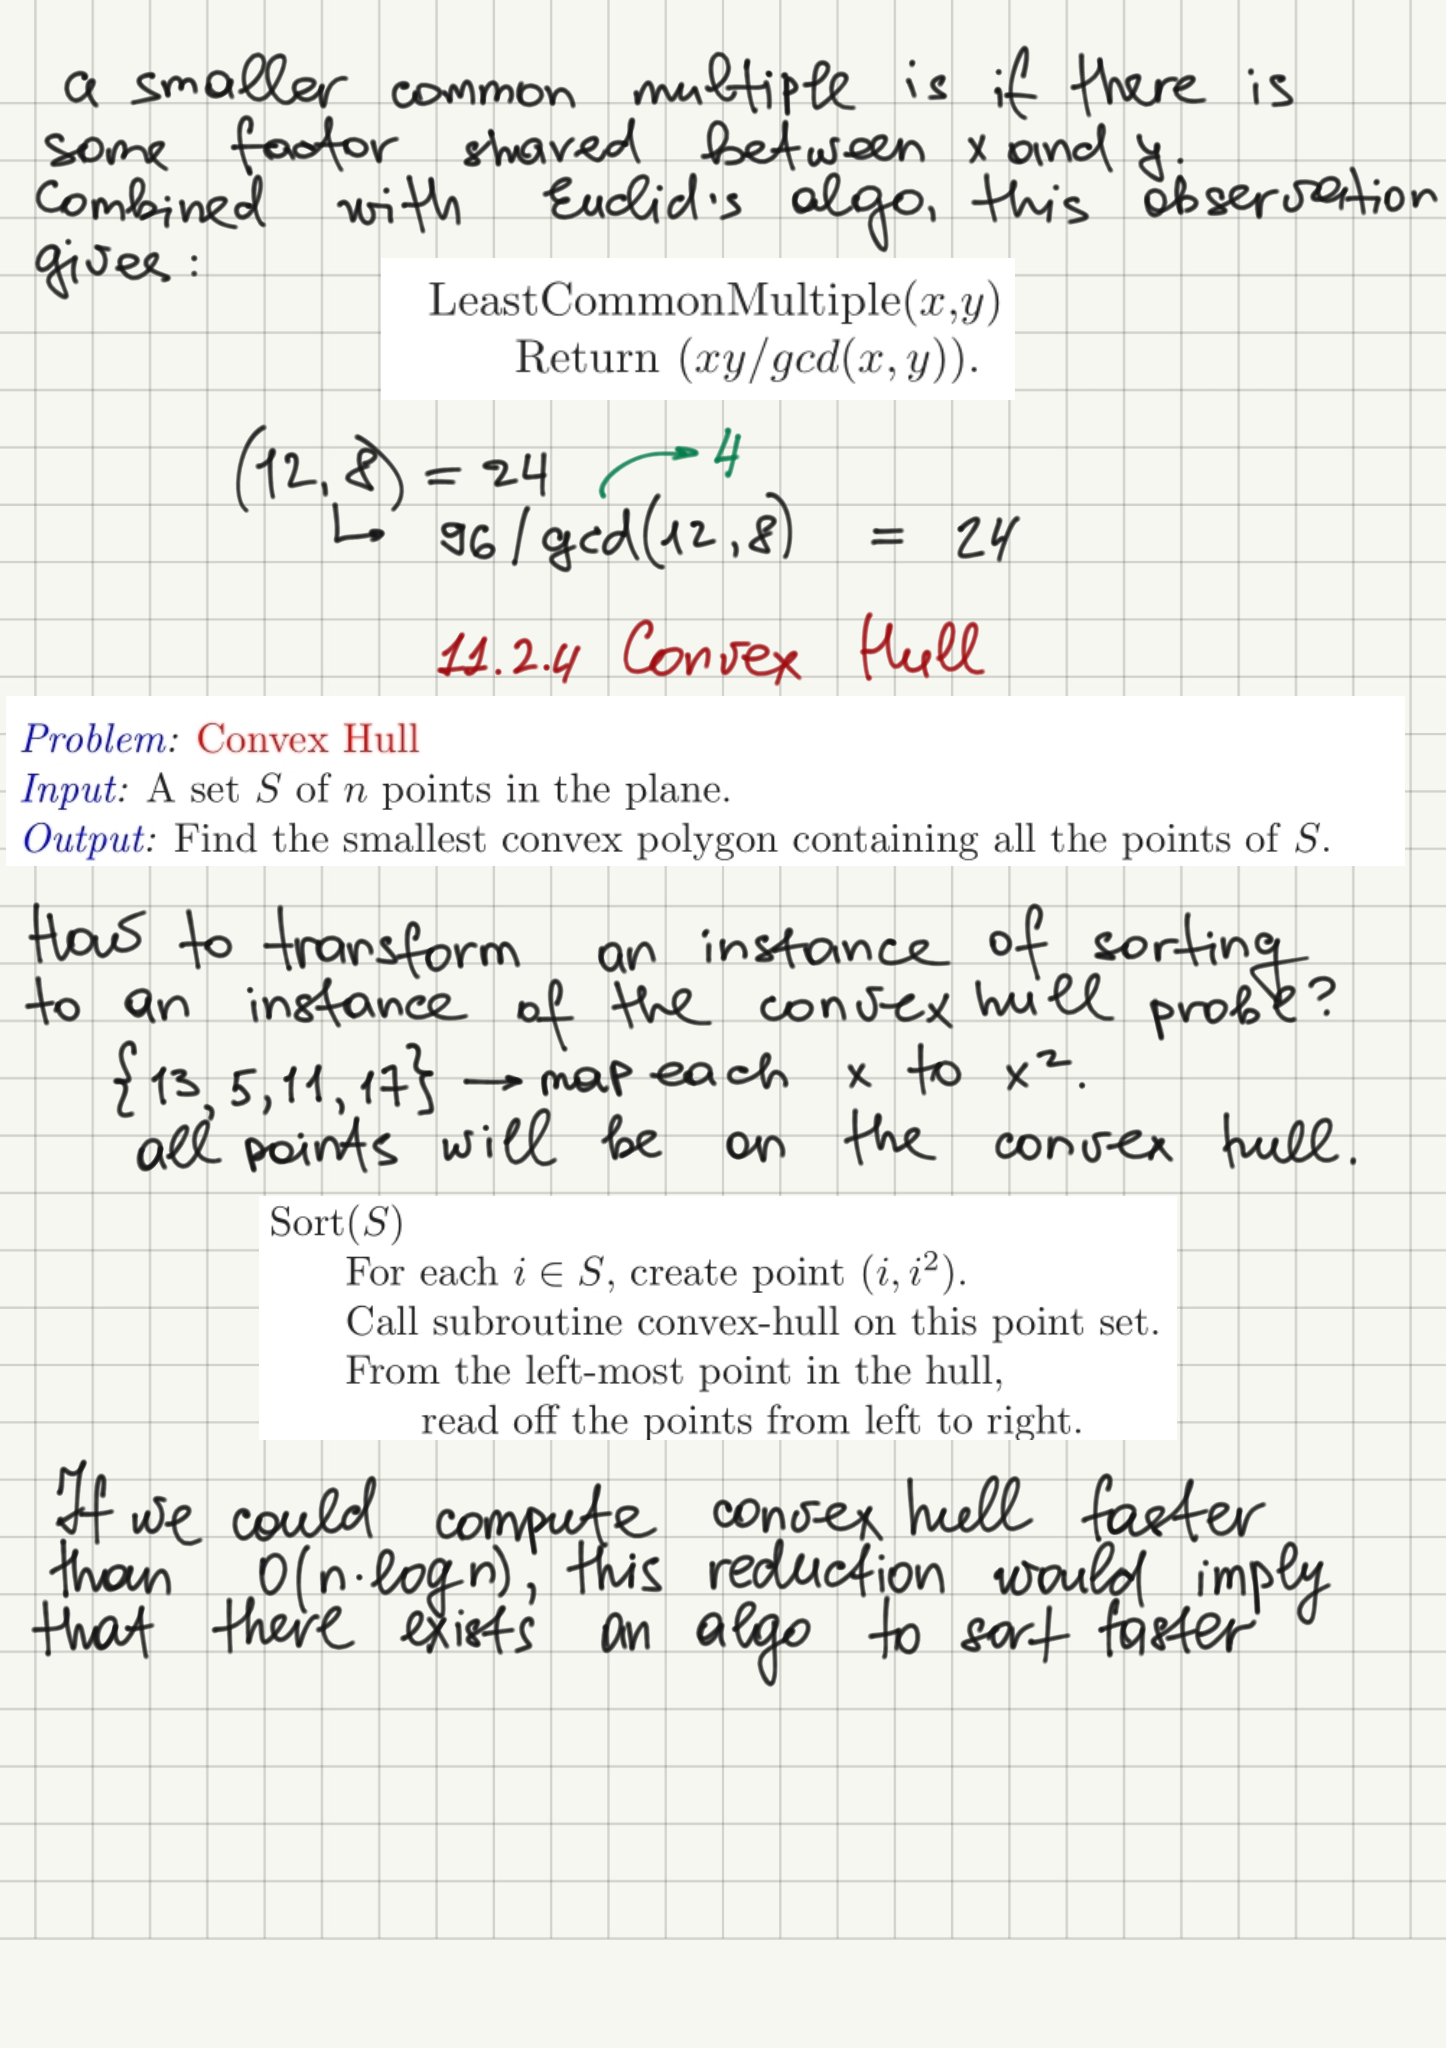 a smaller common multiple is if there is
some factor shared between x and y.
Combined with Euclid's algo, this observation
gives:
LeastCommonMultiple(x,y)
Return (xy/gcd(x, y)).
(12, 8) = 24 → 4
↳ 96 / gcd(12, 8) = 24
11.2.4 Convex Hull
Problem: Convex Hull
Input: A set S of n points in the plane.
Output: Find the smallest convex polygon containing all the points of S.
How to transform an instance of sorting
to an instance of the convex hull proble?
{13, 5, 11, 17} → map each x to x².
all points will be on the convex hull.
Sort(S)
For each i ∈ S, create point (i, i²).
Call subroutine convex-hull on this point set.
From the left-most point in the hull,
read off the points from left to right.
If we could compute convex hull faster
than O(n·log n), this reduction would imply
that there exists an algo to sort faster